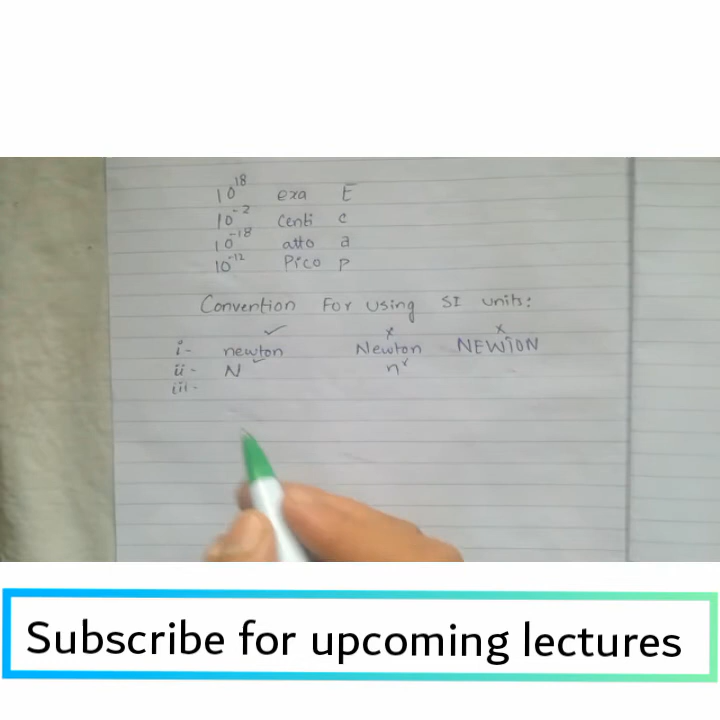 10^18 exa E
10^-2 Centi c
10^-18 atto a
10^-12 Pico p
Convention For using SI units:
✓ × ×
i- newton Newton NEWTON
ii- N n ×
iii-
Subscribe for upcoming lectures